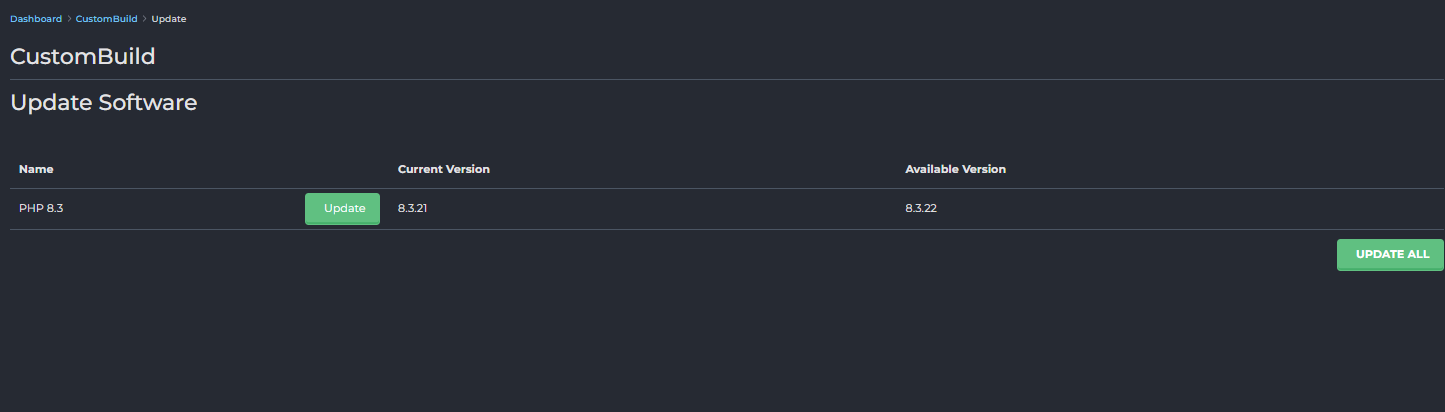 Dashboard > CustomBuild > Update
CustomBuild
Update Software
Name Current Version Available Version
PHP 8.3 Update 8.3.21 8.3.22
UPDATE ALL